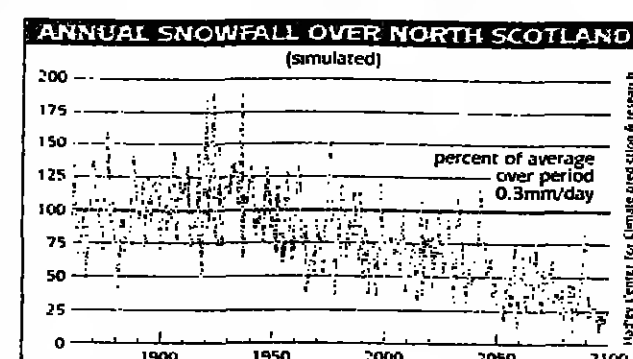 ANNUAL SNOWFALL OVER NORTH SCOTLAND
(simulated)
200
175
150
125
100
75
50
25
0
percent of average
over period
0.3mm/day
1900
1950
2000
2050
2100
Hadley Centre for Climate prediction & research